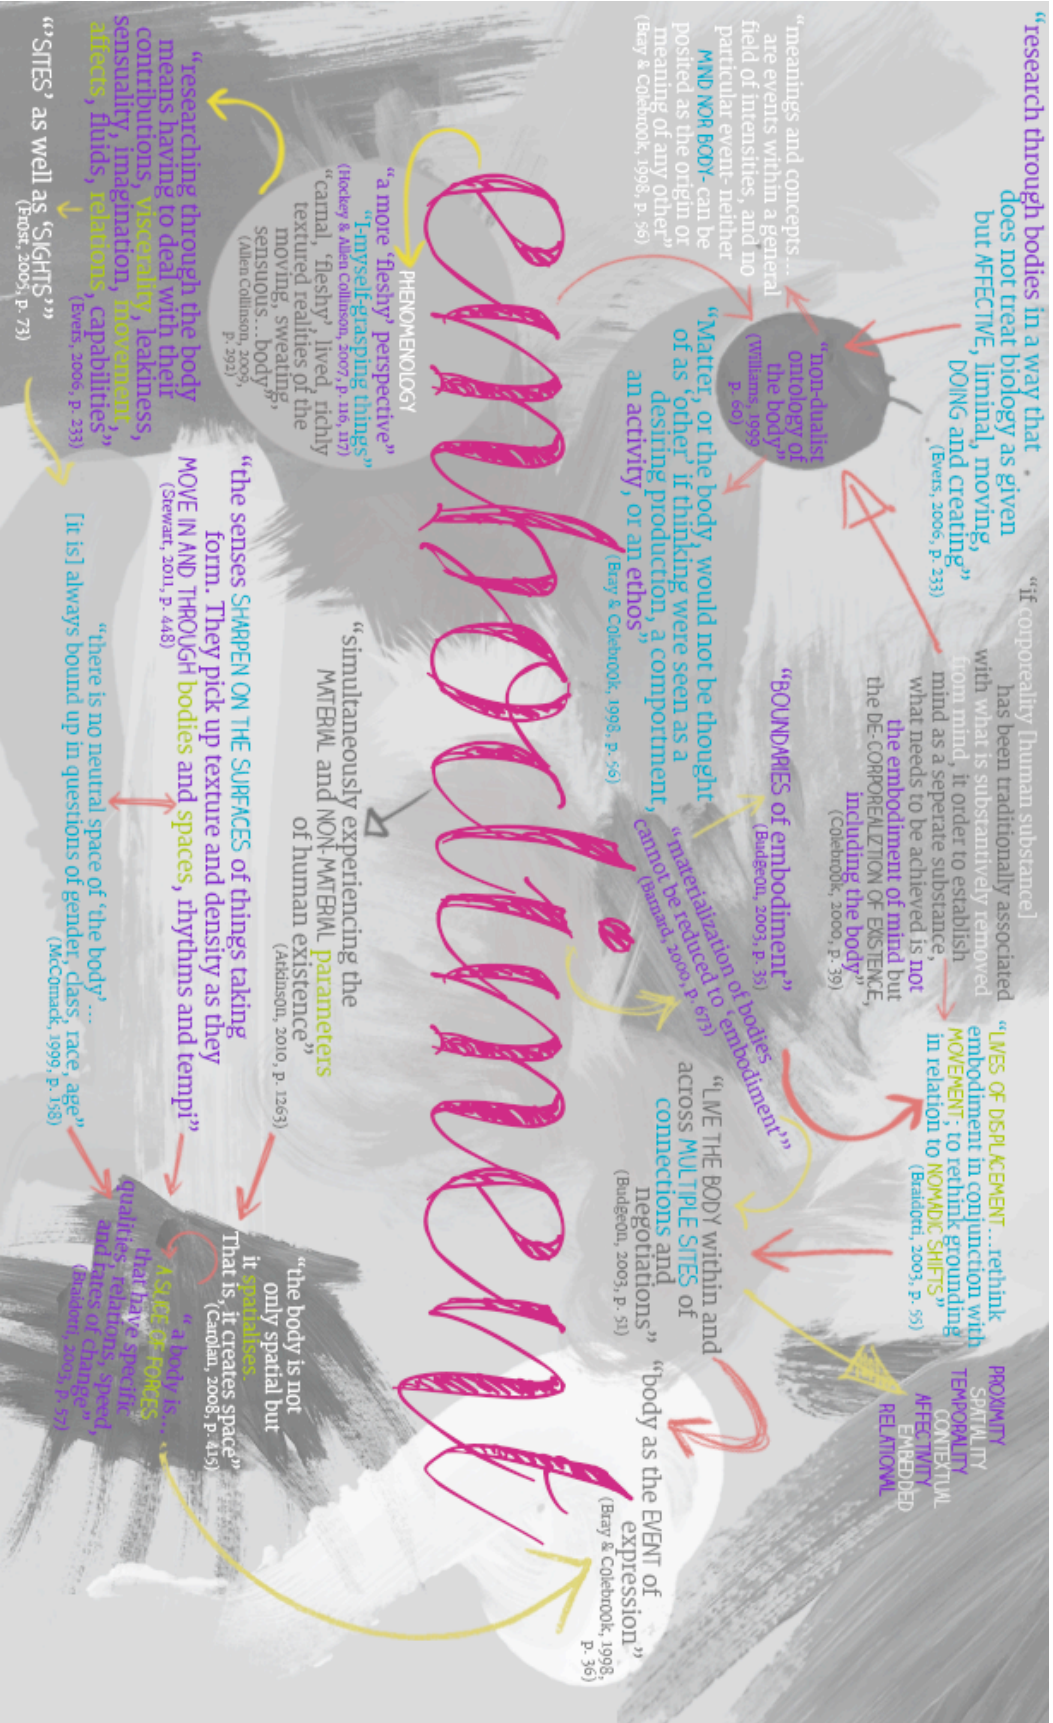 “research through bodies in a way that
does not treat biology as given
but AFFECTIVE, liminal, moving,
DOING and creating”
(Evers, 2006, p. 233)
“meanings and concepts...
are events within a general
field of intensities, and no
particular event- neither
MIND NOR BODY- can be
posited as the origin or
meaning of any other”
(Bray & Colebrook, 1998, p. 56)
“non-dualist
ontology of
the body”
(Williams, 1999
p. 60)
“Matter, or the body, would not be thought
of as ‘other’ if thinking were seen as a
desiring production, a comportment,
an activity, or an ethos”
(Bray & Colebrook, 1998, p. 56)
“if corporeality [human substance]
has been traditionally associated
with what is substantively removed
from mind, it order to establish
mind as a seperate substance,
what needs to be achieved is not
the embodiment of mind but
the DE-CORPOREALIZTION OF EXISTENCE,
including the body”
(Colebrook, 2000, p. 39)
“BOUNDARIES of embodiment”
(Budgeon, 2003, p. 35)
“materialization of bodies
cannot be reduced to ‘embodiment’”
(Barnard, 2000, p. 673)
“LIVES OF DISPLACEMENT....rethink
embodiment in conjunction with
MOVEMENT; to rethink grounding
in relation to NOMADIC SHIFTS”
(Braidotti, 2003, p. 55)
“LIVE THE BODY within and
across MULTIPLE SITES of
connections and
negotiations”
(Budgeon, 2003, p. 51)
PROXIMITY
SPATIALITY
TEMPORALITY
CONTEXTUAL
AFFECTIVITY
EMBEDDED
RELATIONAL
“body as the EVENT of
expression”
(Bray & Colebrook, 1998,
p. 36)
embodiment
PHENOMENOLOGY
“a more ‘fleshy’ perspective”
“I-myself-grasping things”
(Hockey & Allen Collinson, 2007, p. 116, 117)
“carnal, ‘fleshy’, lived, richly
textured realities of the
moving, sweating,
sensuous...body”
(Allen Collinson, 2009,
p. 292)
“researching through the body
means having to deal with their
contributions, viscerality, leakiness,
sensuality, imagination, movement,
affects, fluids, relations, capabilities”
(Evers, 2006, p. 233)
“‘SITES’ as well as ‘SIGHTS’”
(Frost, 2005, p. 73)
“simultaneously experiencing the
MATERIAL and NON-MATERIAL parameters
of human existence”
(Atkinson, 2010, p. 1263)
“the senses SHARPEN ON THE SURFACES of things taking
form. They pick up texture and density as they
MOVE IN AND THROUGH bodies and spaces, rhythms and tempi”
(Stewart, 2011, p. 448)
“there is no neutral space of ‘the body’...
[it is] always bound up in questions of gender, class, race, age”
(McCormack, 1999, p. 158)
“the body is not
only spatial but
it spatialises.
That is, it creates space”
(Carolan, 2008, p. 415)
“a body is...
A SLICE OF FORCES
that have specific
qualities, relations, speed,
and rates of change”
(Braidotti, 2003, p. 57)